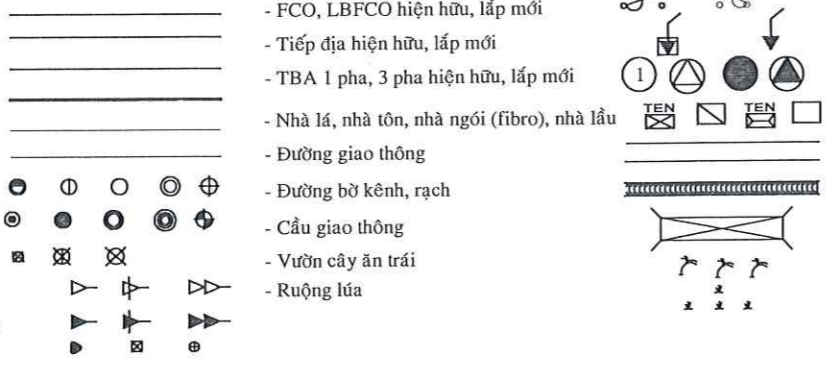 - FCO, LBFCO hiện hữu, lắp mới
- Tiếp địa hiện hữu, lắp mới
- TBA 1 pha, 3 pha hiện hữu, lắp mới
1
- Nhà lá, nhà tôn, nhà ngói (fibro), nhà lầu
TEN TEN
- Đường giao thông
- Đường bờ kênh, rạch
- Cầu giao thông
- Vườn cây ăn trái
- Ruộng lúa